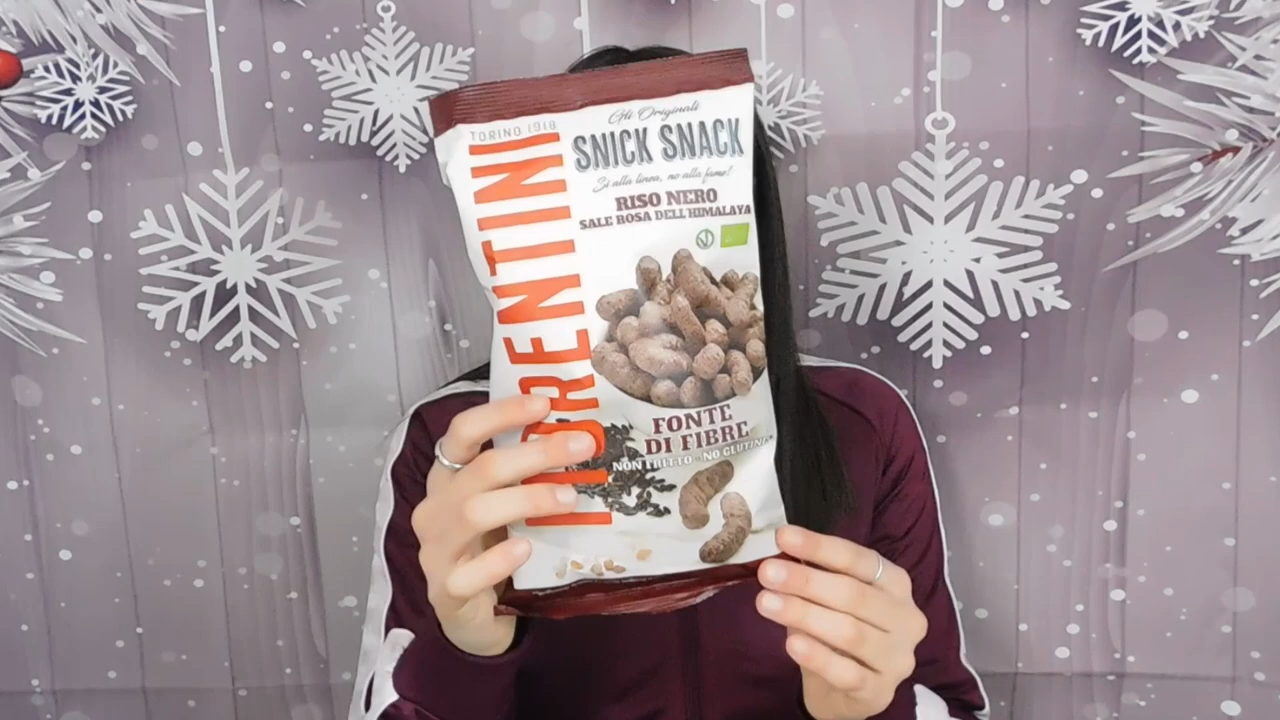 TORINO 1918
FIORENTINI
Gli Originali
SNICK SNACK
Si alla linea, no alla fame!
RISO NERO
SALE ROSA DELL'HIMALAYA
FONTE
DI FIBRE
NON FRITTO - NO GLUTINE